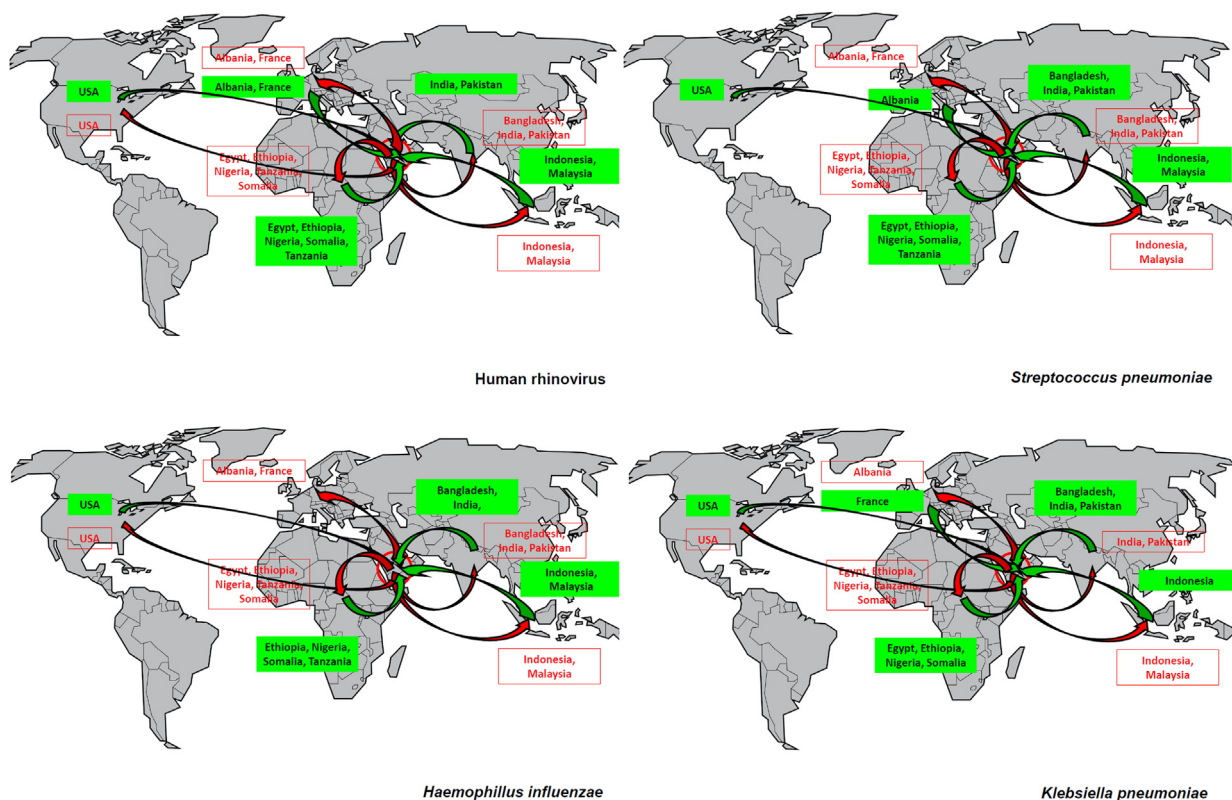 Albania, France
USA
Albania, France
India, Pakistan
USA
Bangladesh,
India, Pakistan
Egypt, Ethiopia,
Nigeria, Tanzania,
Somalia
Indonesia,
Malaysia
Egypt, Ethiopia,
Nigeria, Somalia,
Tanzania
Indonesia,
Malaysia
Human rhinovirus
Albania, France
USA
Albania
Bangladesh,
India, Pakistan
Bangladesh,
India, Pakistan
Egypt, Ethiopia,
Nigeria, Tanzania,
Somalia
Indonesia,
Malaysia
Egypt, Ethiopia,
Nigeria, Somalia,
Tanzania
Indonesia,
Malaysia
Streptococcus pneumoniae
Albania, France
USA
Bangladesh,
India,
USA
Bangladesh,
India, Pakistan
Egypt, Ethiopia,
Nigeria, Tanzania,
Somalia
Indonesia,
Malaysia
Ethiopia, Nigeria,
Somalia, Tanzania
Indonesia,
Malaysia
Haemophillus influenzae
Albania
USA
France
Bangladesh,
India, Pakistan
USA
India, Pakistan
Egypt, Ethiopia,
Nigeria, Tanzania,
Somalia
Indonesia
Egypt, Ethiopia,
Nigeria, Somalia
Indonesia,
Malaysia
Klebsiella pneumoniae